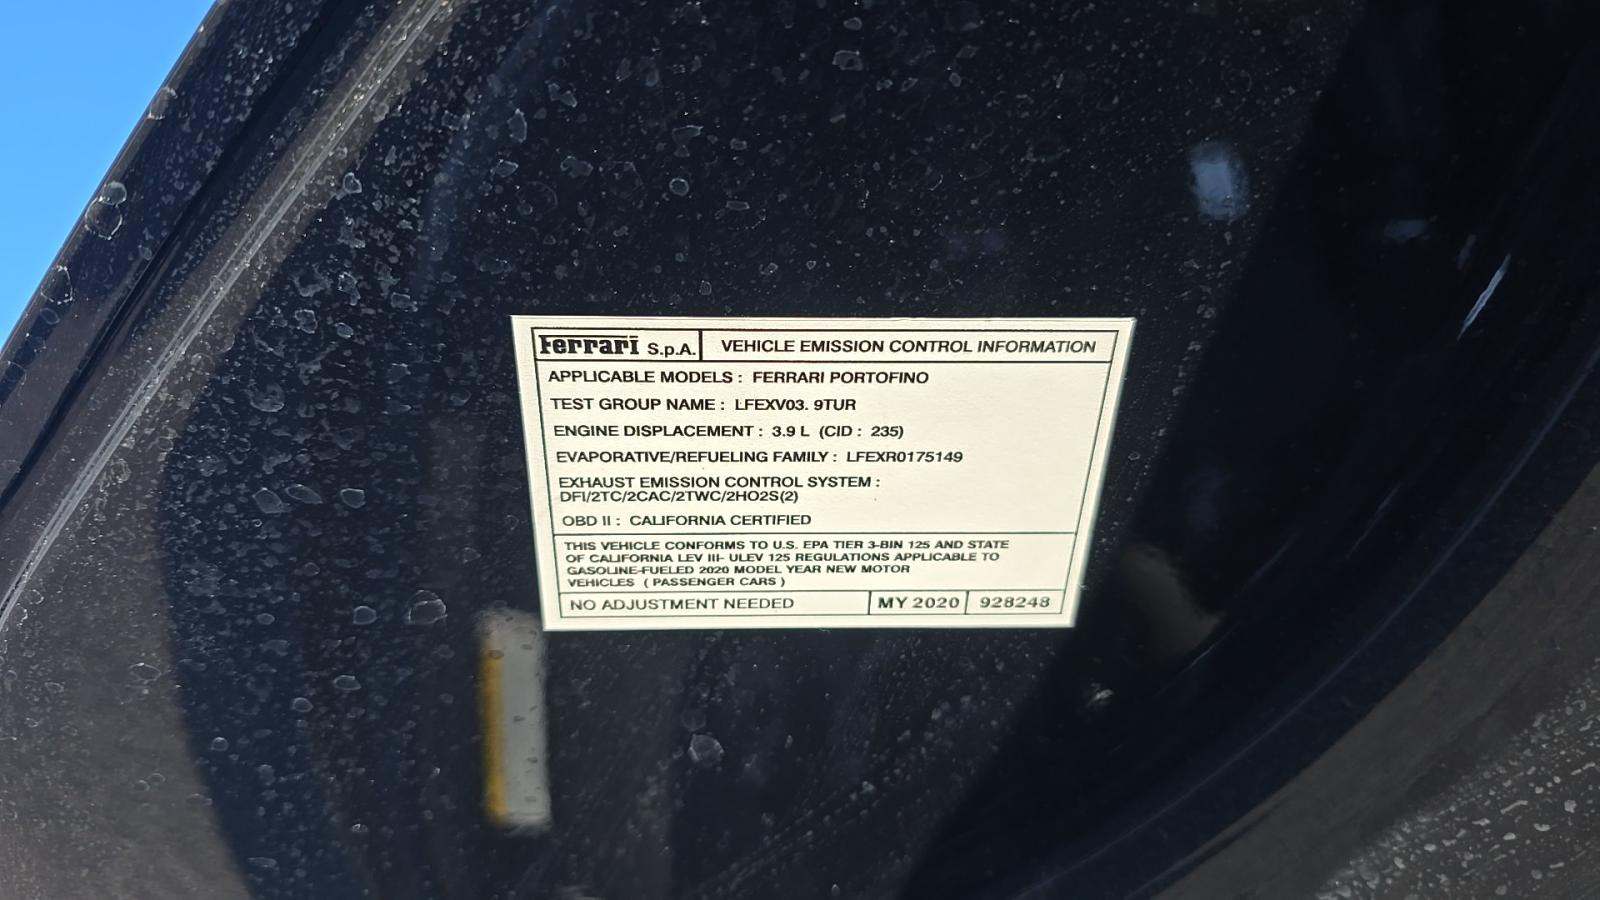 Ferrari S.p.A. VEHICLE EMISSION CONTROL INFORMATION
APPLICABLE MODELS : FERRARI PORTOFINO
TEST GROUP NAME : LFEXV03. 9TUR
ENGINE DISPLACEMENT : 3.9 L (CID : 235)
EVAPORATIVE/REFUELING FAMILY : LFEXR0175149
EXHAUST EMISSION CONTROL SYSTEM :
DFI/2TC/2CAC/2TWC/2HO2S(2)
OBD II : CALIFORNIA CERTIFIED
THIS VEHICLE CONFORMS TO U.S. EPA TIER 3-BIN 125 AND STATE
OF CALIFORNIA LEV III- ULEV 125 REGULATIONS APPLICABLE TO
GASOLINE-FUELED 2020 MODEL YEAR NEW MOTOR
VEHICLES ( PASSENGER CARS )
NO ADJUSTMENT NEEDED MY 2020 928248